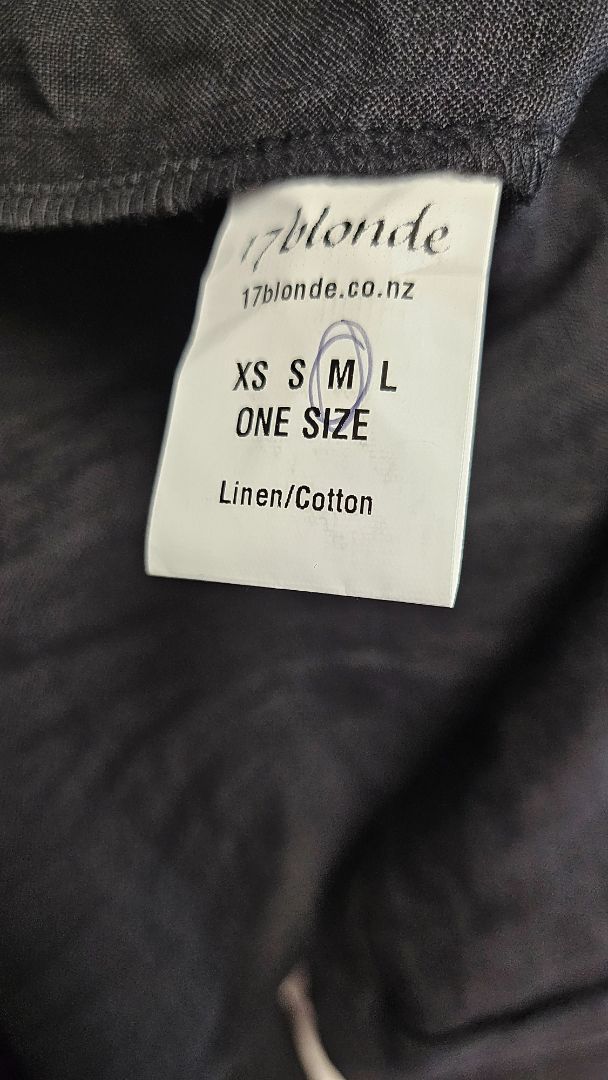 17blonde
17blonde.co.nz
XS S M L
ONE SIZE
Linen/Cotton